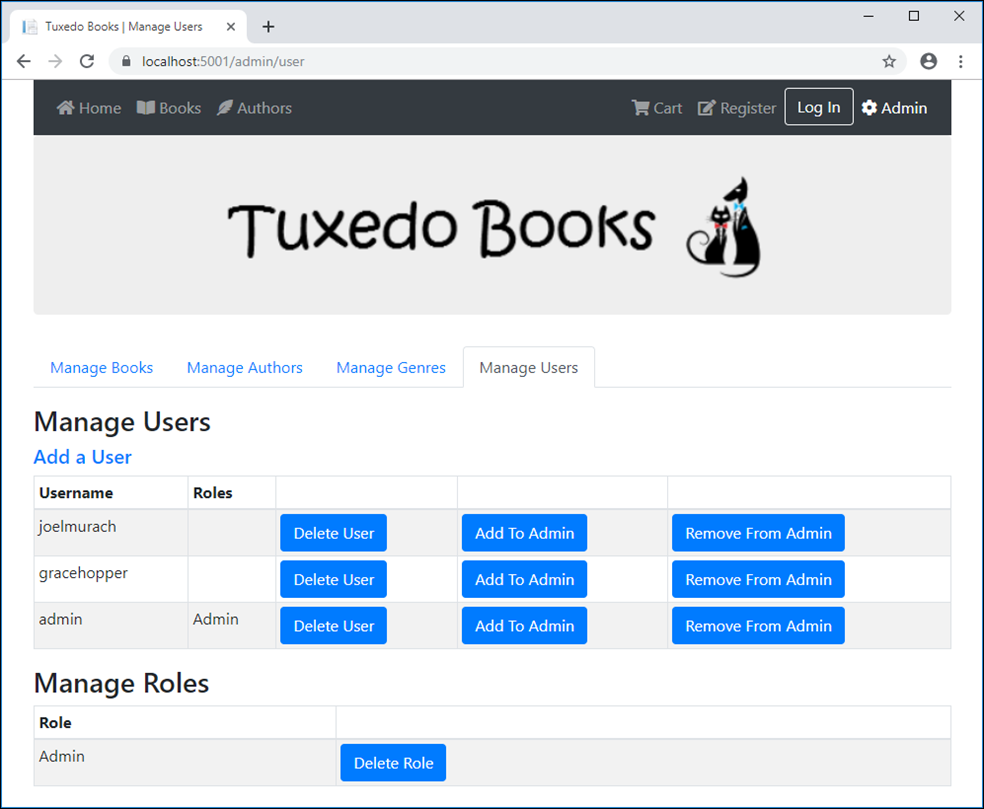 Tuxedo Books | Manage Users
localhost:5001/admin/user
Home Books Authors Cart Register Log In Admin
Tuxedo Books
Manage Books Manage Authors Manage Genres Manage Users
Manage Users
Add a User
Username Roles
joelmurach Delete User Add To Admin Remove From Admin
gracehopper Delete User Add To Admin Remove From Admin
admin Admin Delete User Add To Admin Remove From Admin
Manage Roles
Role
Admin Delete Role